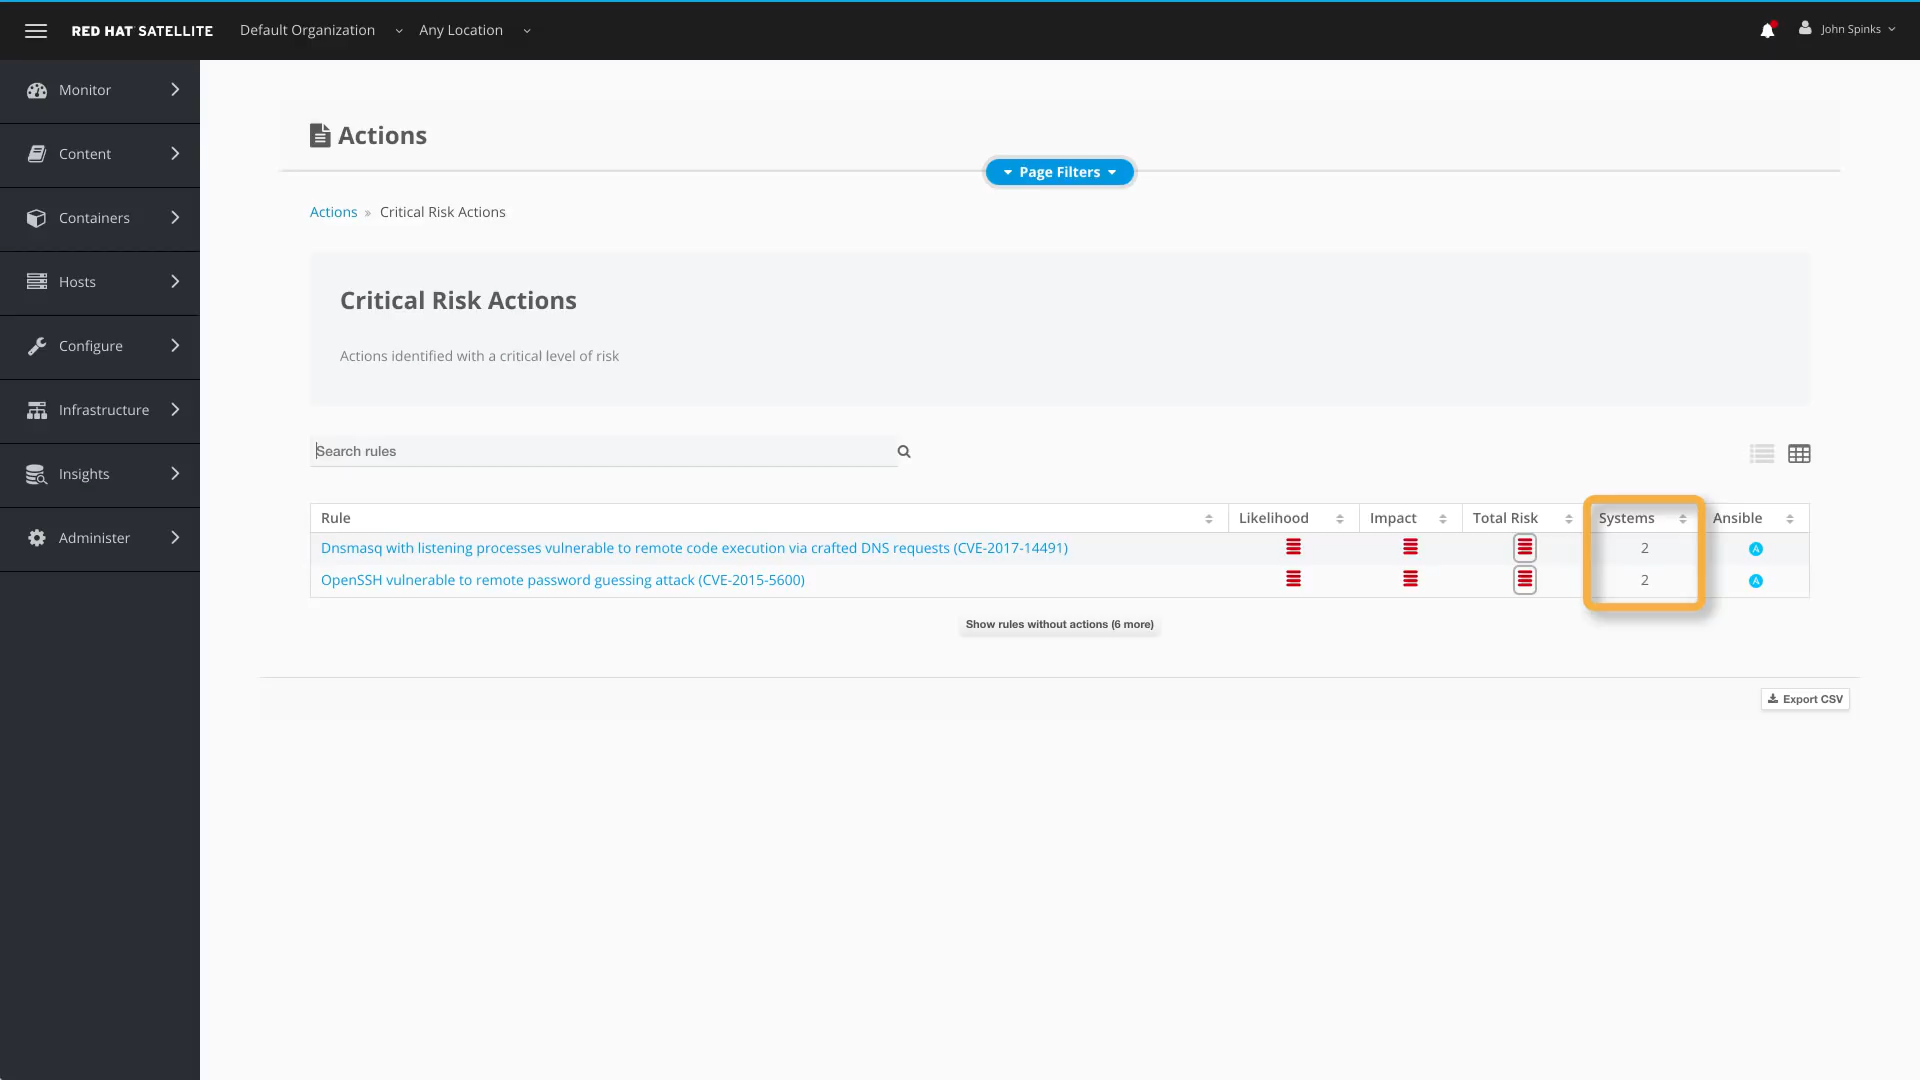 RED HAT SATELLITE Default Organization Any Location John Spinks
Monitor
Content
Containers
Hosts
Configure
Infrastructure
Insights
Administer
Actions
Page Filters
Actions » Critical Risk Actions
Critical Risk Actions
Actions identified with a critical level of risk
Search rules
Rule Likelihood Impact Total Risk Systems Ansible
Dnsmasq with listening processes vulnerable to remote code execution via crafted DNS requests (CVE-2017-14491) 2 A
OpenSSH vulnerable to remote password guessing attack (CVE-2015-5600) 2 A
Show rules without actions (6 more)
Export CSV